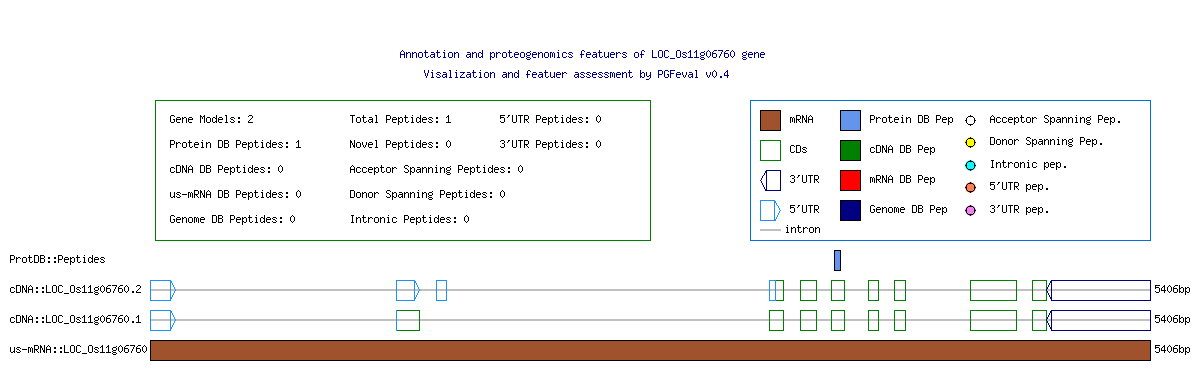 Annotation and proteogenomics featuers of LOC_Os11g06760 gene
Visalization and featuer assessment by PGFeval v0.4
Gene Models: 2 Total Peptides: 1 5'UTR Peptides: 0
Protein DB Peptides: 1 Novel Peptides: 0 3'UTR Peptides: 0
cDNA DB Peptides: 0 Acceptor Spanning Peptides: 0
us-mRNA DB Peptides: 0 Donor Spanning Peptides: 0
Genome DB Peptides: 0 Intronic Peptides: 0
mRNA Protein DB Pep Acceptor Spanning Pep.
CDs cDNA DB Pep Donor Spanning Pep.
3'UTR mRNA DB Pep Intronic pep.
5'UTR Genome DB Pep 5'UTR pep.
intron 3'UTR pep.
ProtDB::Peptides
cDNA::LOC_Os11g06760.2 5406bp
cDNA::LOC_Os11g06760.1 5406bp
us-mRNA::LOC_Os11g06760 5406bp